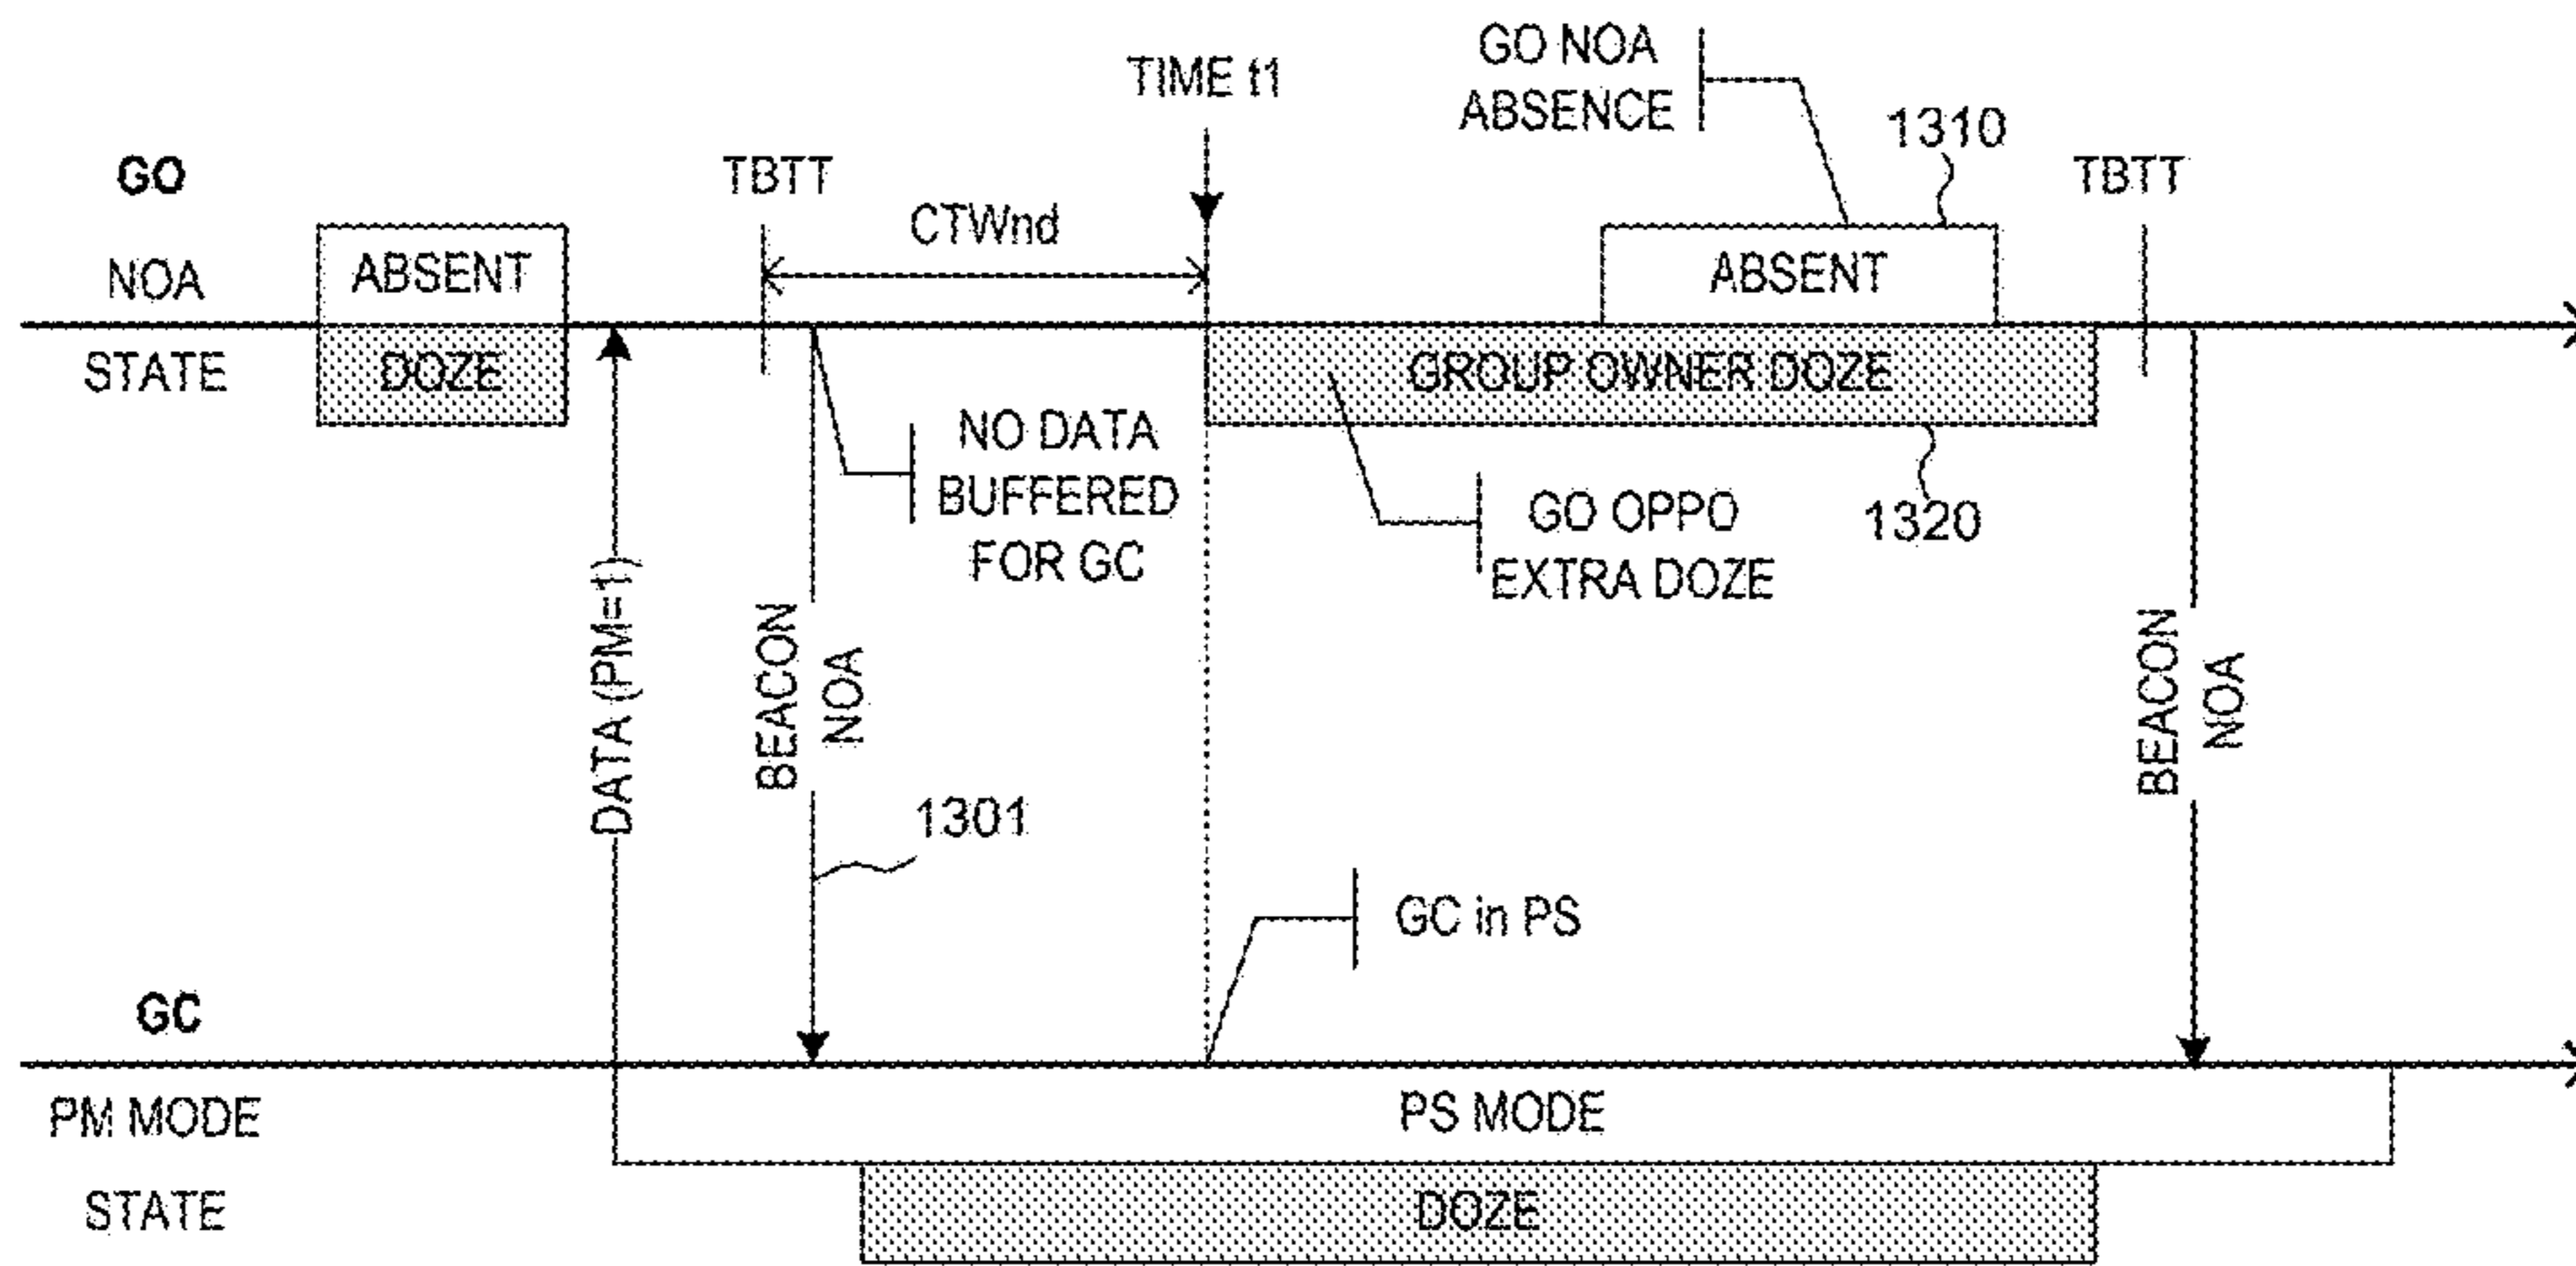 TIME t1
GO NOA
ABSENCE
1310
GO
TBTT
CTWnd
TBTT
NOA
ABSENT
ABSENT
STATE
DOZE
GROUP OWNER DOZE
NO DATA
BUFFERED
FOR GC
GO OPPO
EXTRA DOZE
1320
DATA (PM=1)
BEACON
NOA
BEACON
NOA
1301
GC in PS
GC
PM MODE
PS MODE
STATE
DOZE